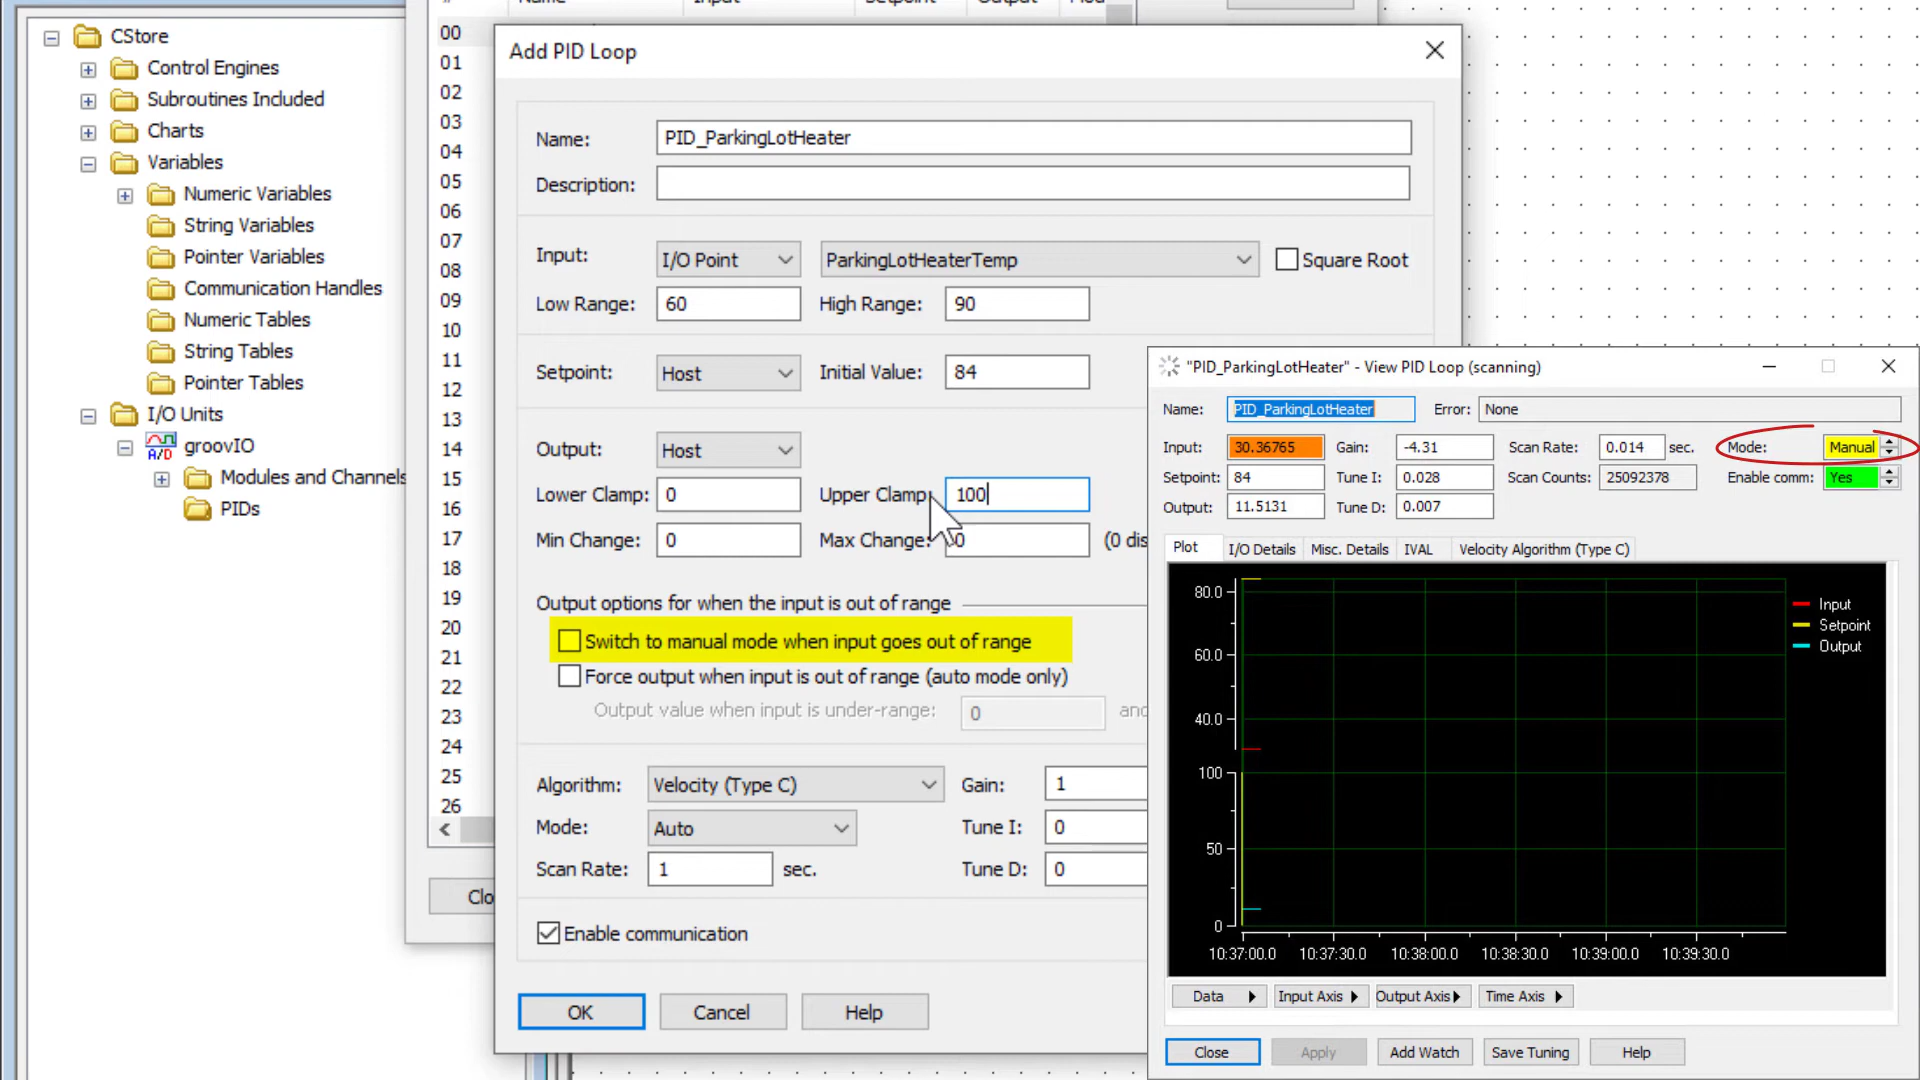 CStore
Control Engines
Subroutines Included
Charts
Variables
Numeric Variables
String Variables
Pointer Variables
Communication Handles
Numeric Tables
String Tables
Pointer Tables
I/O Units
A/D groovIO
Modules and Channels
PIDs
Name Input Setpoint Output
00
01
02
03
04
05
06
07
08
09
10
11
12
13
14
15
16
17
18
19
20
21
22
23
24
25
26
Clo
Add PID Loop
Name: PID_ParkingLotHeater
Description:
Input: I/O Point ParkingLotHeaterTemp Square Root
Low Range: 60 High Range: 90
Setpoint: Host Initial Value: 84
Output: Host
Lower Clamp: 0 Upper Clamp 100
Min Change: 0 Max Change: 0 (0 dis
Output options for when the input is out of range
Switch to manual mode when input goes out of range
Force output when input is out of range (auto mode only)
Output value when input is under-range: 0 and
Algorithm: Velocity (Type C) Gain: 1
Mode: Auto Tune I: 0
Scan Rate: 1 sec. Tune D: 0
Enable communication
OK Cancel Help
"PID_ParkingLotHeater" - View PID Loop (scanning)
Name: PID_ParkingLotHeater Error: None
Input: 30.36765 Gain: -4.31 Scan Rate: 0.014 sec. Mode: Manual
Setpoint: 84 Tune I: 0.028 Scan Counts: 25092378 Enable comm: Yes
Output: 11.5131 Tune D: 0.007
Plot I/O Details Misc. Details IVAL Velocity Algorithm (Type C)
80.0
60.0
40.0
100
50
0
Input
Setpoint
Output
10:37:00.0 10:37:30.0 10:38:00.0 10:38:30.0 10:39:00.0 10:39:30.0
Data Input Axis Output Axis Time Axis
Close Apply Add Watch Save Tuning Help